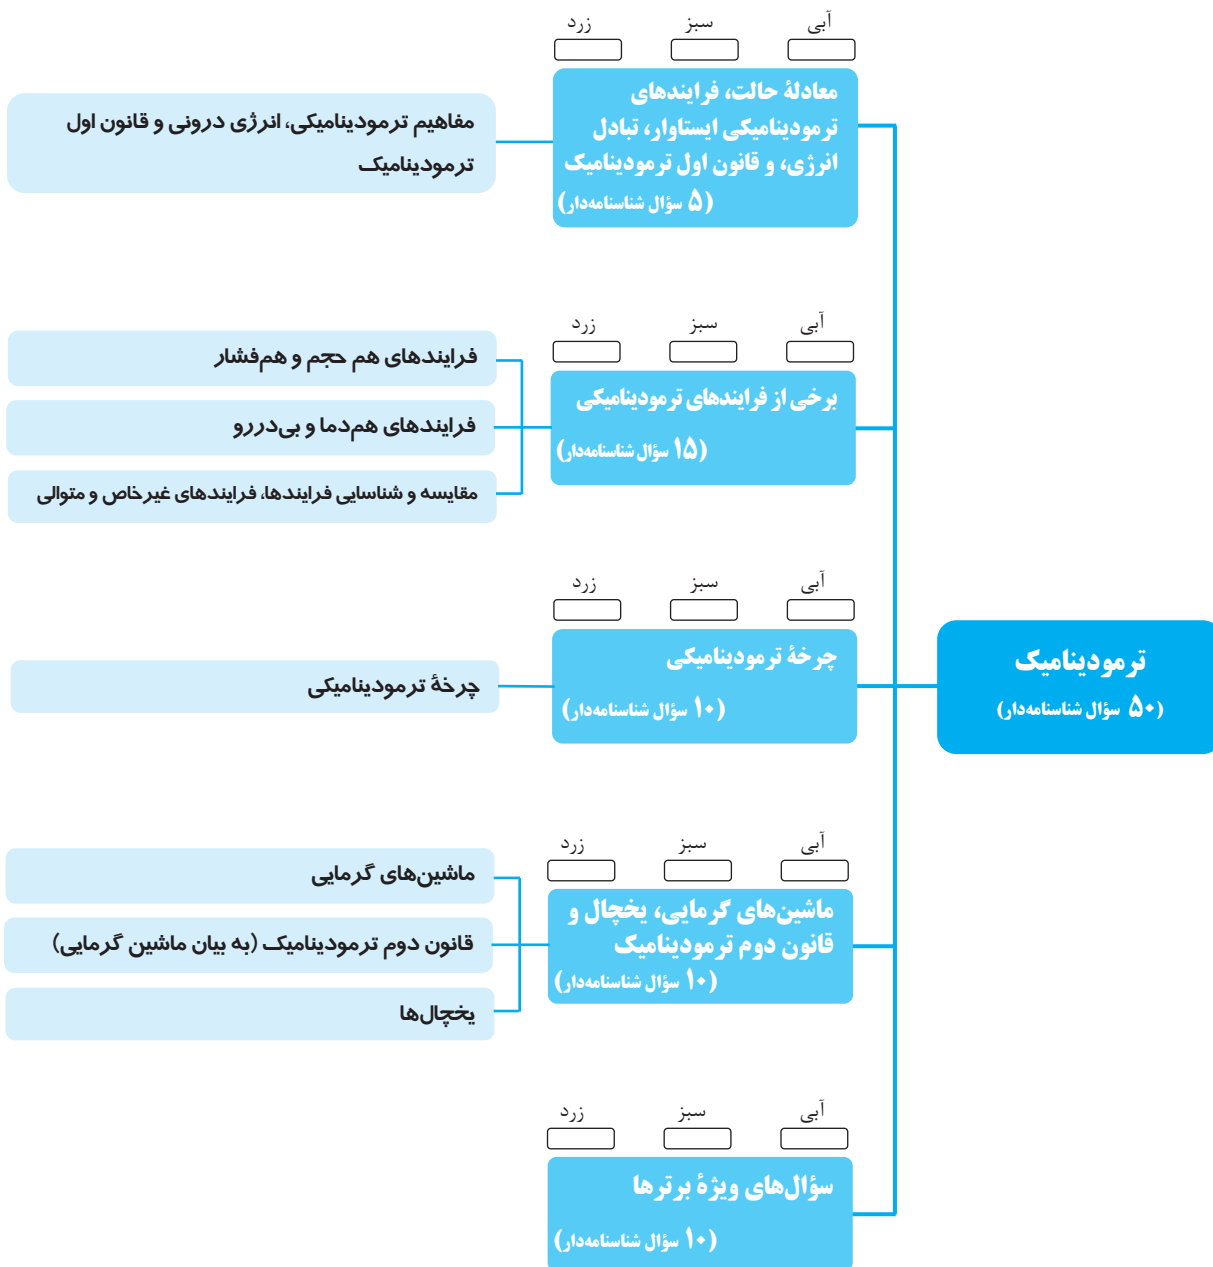 ترمودینامیک
(۵۰ سؤال شناسنامه‌دار)
آبی سبز زرد
معادلهٔ حالت، فرایندهای
ترمودینامیکی ایستاوار، تبادل
انرژی، و قانون اول ترمودینامیک
(۵ سؤال شناسنامه‌دار)
مفاهیم ترمودینامیکی، انرژی درونی و قانون اول
ترمودینامیک
آبی سبز زرد
برخی از فرایندهای ترمودینامیکی
(۱۵ سؤال شناسنامه‌دار)
فرایندهای هم حجم و هم‌فشار
فرایندهای هم‌دما و بی‌دررو
مقایسه و شناسایی فرایندها، فرایندهای غیرخاص و متوالی
آبی سبز زرد
چرخهٔ ترمودینامیکی
(۱۰ سؤال شناسنامه‌دار)
چرخهٔ ترمودینامیکی
آبی سبز زرد
ماشین‌های گرمایی، یخچال و
قانون دوم ترمودینامیک
(۱۰ سؤال شناسنامه‌دار)
ماشین‌های گرمایی
قانون دوم ترمودینامیک (به بیان ماشین گرمایی)
یخچال‌ها
آبی سبز زرد
سؤال‌های ویژهٔ برترها
(۱۰ سؤال شناسنامه‌دار)